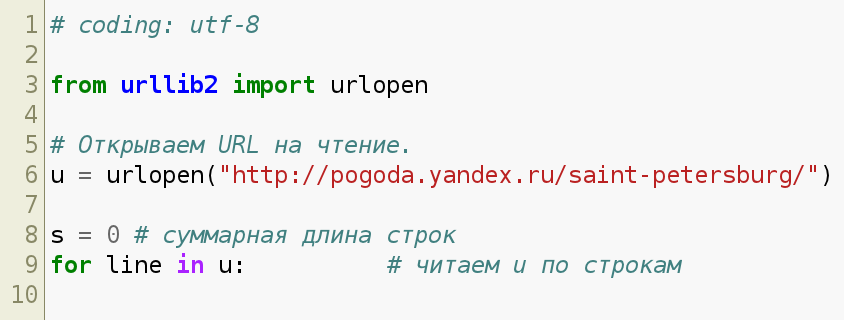 1 # coding: utf-8
2
3 from urllib2 import urlopen
4
5 # Открываем URL на чтение.
6 u = urlopen("http://pogoda.yandex.ru/saint-petersburg/")
7
8 s = 0 # суммарная длина строк
9 for line in u:          # читаем u по строкам
10